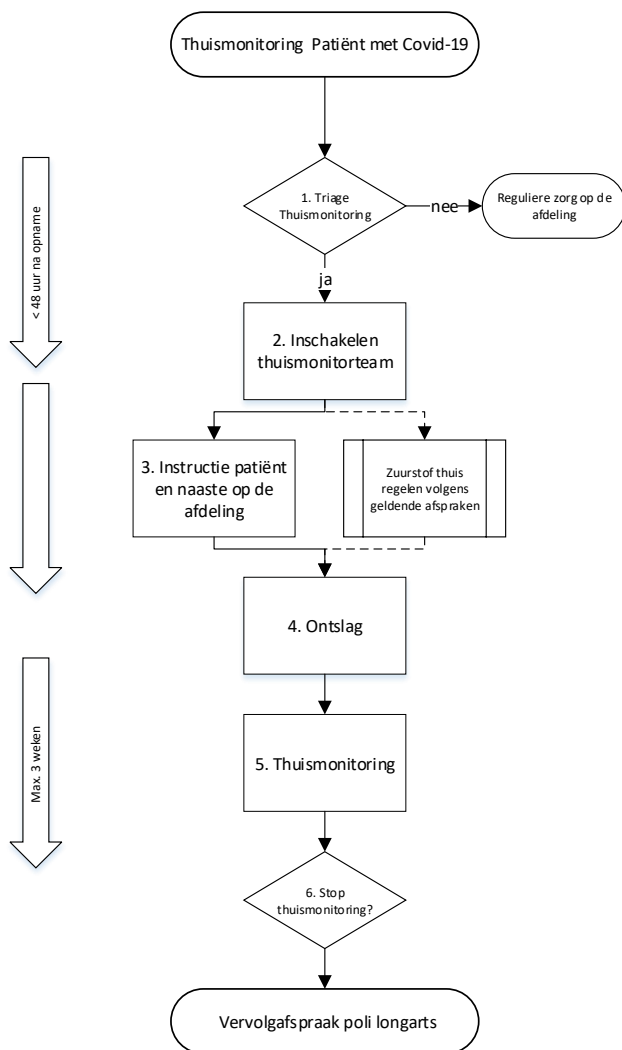 Thuismonitoring Patiënt met Covid-19
1. Triage
Thuismonitoring
nee
Reguliere zorg op de
afdeling
< 48 uur na opname
ja
2. Inschakelen
thuismonitorteam
3. Instructie patiënt
en naaste op de
afdeling
Zuurstof thuis
regelen volgens
geldende afspraken
4. Ontslag
5. Thuismonitoring
Max. 3 weken
6. Stop
thuismonitoring?
Vervolgafspraak poli longarts